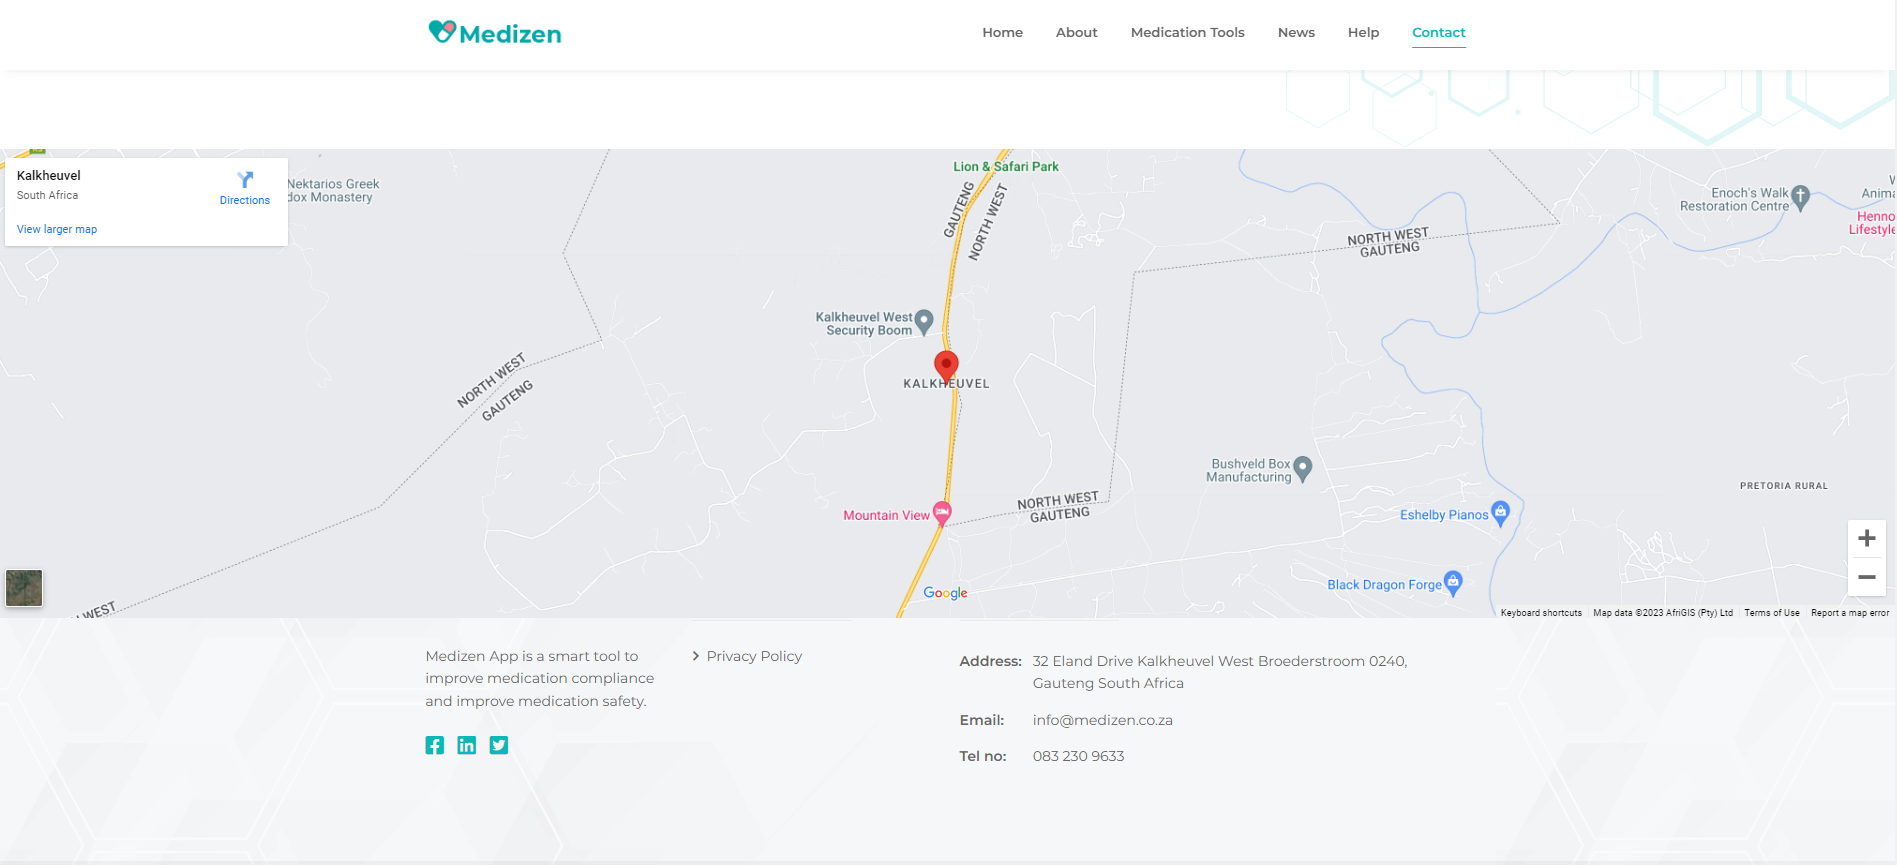 Medizen
Home About Medication Tools News Help Contact
Kalkheuvel
South Africa
Directions
View larger map
Nektarios Greek
dox Monastery
Lion & Safari Park
GAUTENG
NORTH WEST
Enoch's Walk
Restoration Centre
Anima
Henno
Lifestyle
NORTH WEST
GAUTENG
Kalkheuvel West
Security Boom
KALKHEUVEL
NORTH WEST
GAUTENG
Bushveld Box
Manufacturing
PRETORIA RURAL
NORTH WEST
GAUTENG
Mountain View
Eshelby Pianos
Black Dragon Forge
Google
WEST
Keyboard shortcuts Map data ©2023 AfriGIS (Pty) Ltd Terms of Use Report a map error
Medizen App is a smart tool to
improve medication compliance
and improve medication safety.
Privacy Policy
Address: 32 Eland Drive Kalkheuvel West Broederstroom 0240,
Gauteng South Africa
Email: info@medizen.co.za
Tel no: 083 230 9633